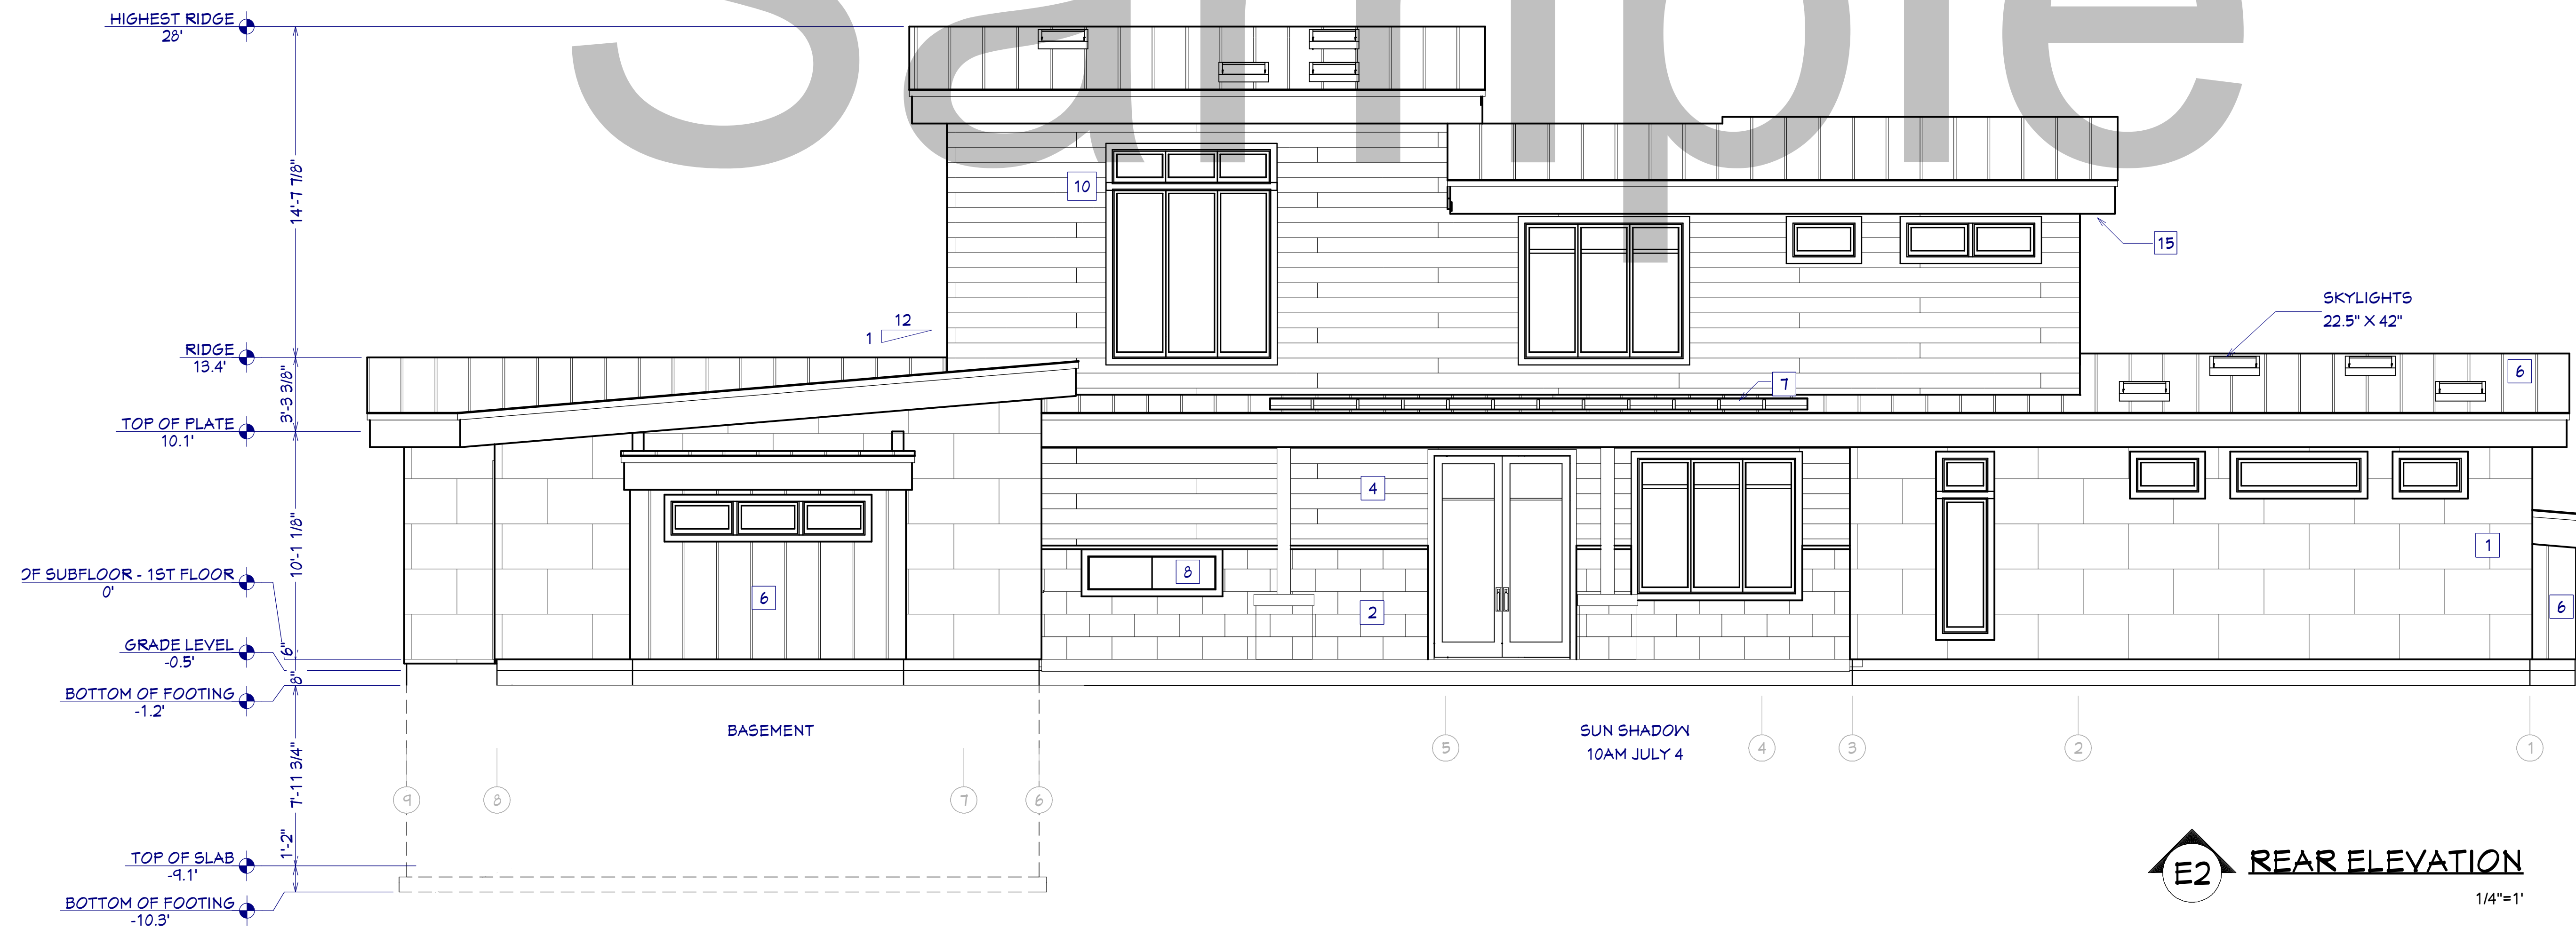 Sample
HIGHEST RIDGE
28'
14'-7 7/8"
10
15
SKYLIGHTS
22.5" X 42"
12
1
RIDGE
13.4'
3'-3 3/8"
6
7
TOP OF PLATE
10.1'
10'-1 1/8"
4
1
8
6
2
6
OF SUBFLOOR - 1ST FLOOR
0'
6"
GRADE LEVEL
-0.5'
8"
BOTTOM OF FOOTING
-1.2'
BASEMENT
SUN SHADOW
10AM JULY 4
5
4
3
2
1
7'-11 3/4"
9
8
7
6
1'-2"
TOP OF SLAB
-9.1'
BOTTOM OF FOOTING
-10.3'
E2
REAR ELEVATION
1/4"=1'